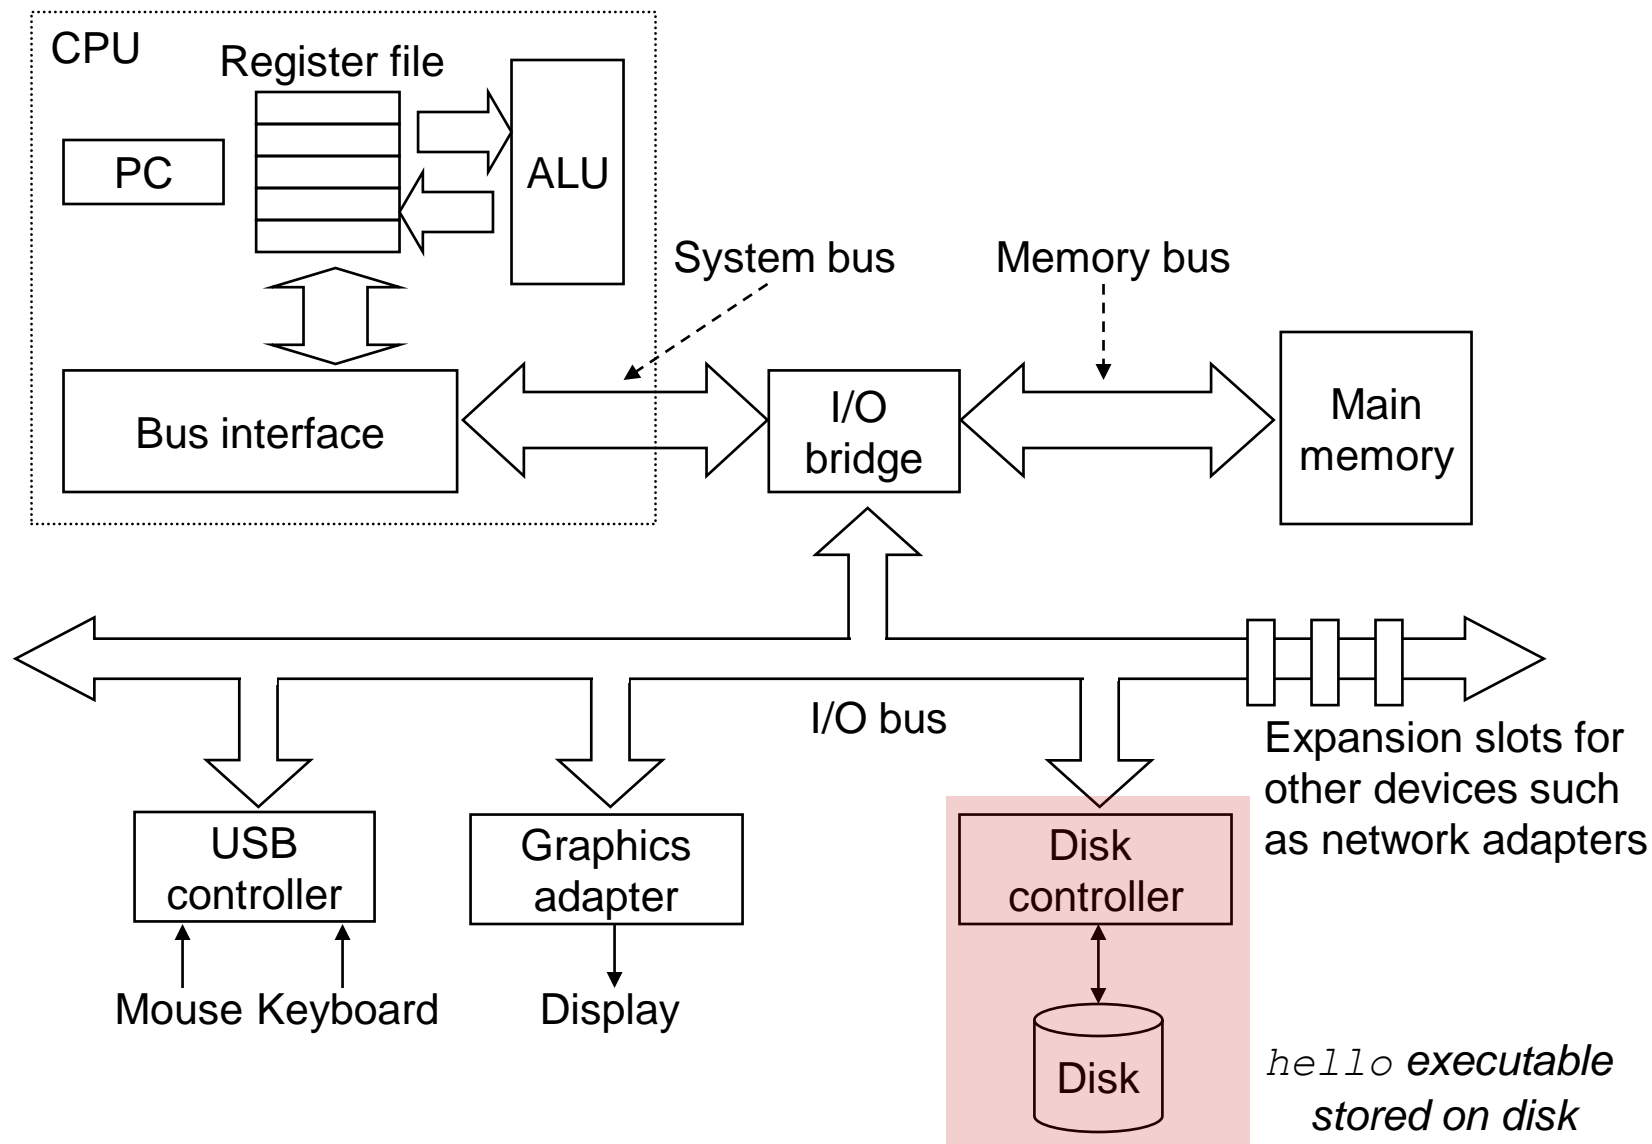 CPU
Register file
PC
ALU
System bus
Memory bus
Bus interface
I/O
bridge
Main
memory
I/O bus
Expansion slots for
other devices such
as network adapters
USB
controller
Graphics
adapter
Disk
controller
Mouse Keyboard
Display
Disk
hello executable
stored on disk